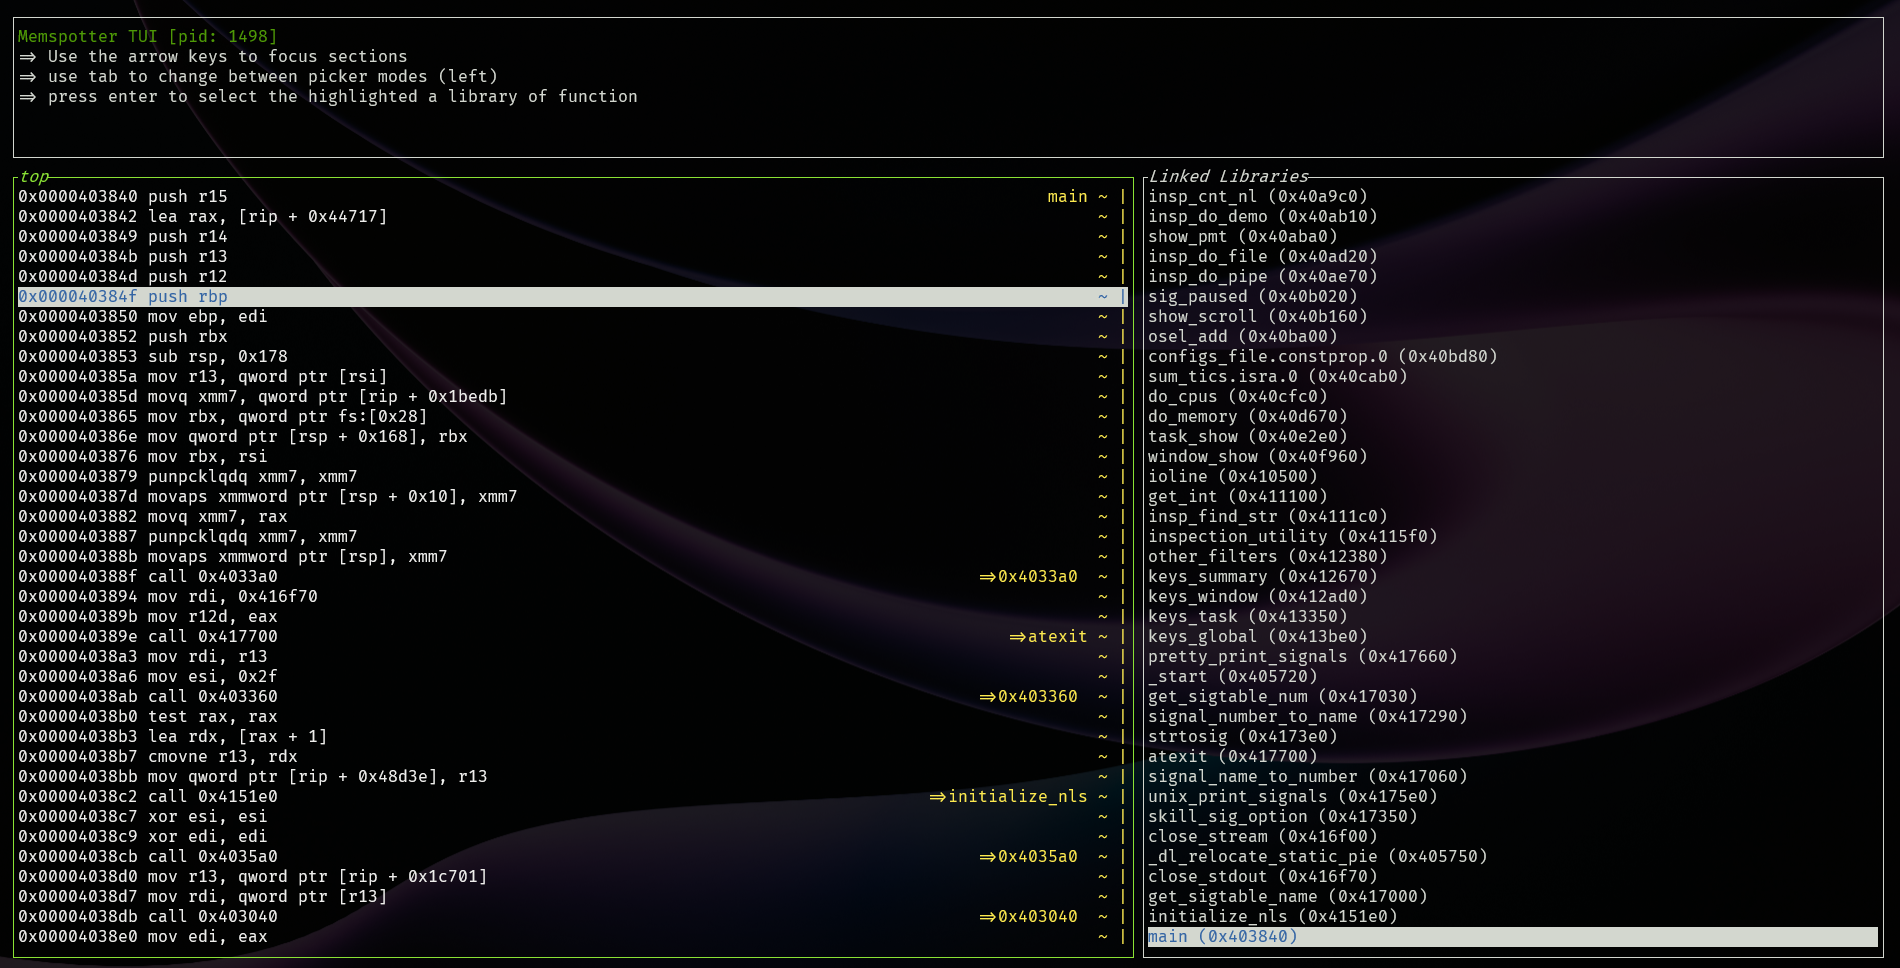 Memspotter TUI [pid: 1498]
⇒ Use the arrow keys to focus sections
⇒ use tab to change between picker modes (left)
⇒ press enter to select the highlighted a library of function
top
0x0000403840 push r15 main ~ |
0x0000403842 lea rax, [rip + 0x44717] ~ |
0x0000403849 push r14 ~ |
0x000040384b push r13 ~ |
0x000040384d push r12 ~ |
0x000040384f push rbp ~ |
0x0000403850 mov ebp, edi ~ |
0x0000403852 push rbx ~ |
0x0000403853 sub rsp, 0x178 ~ |
0x000040385a mov r13, qword ptr [rsi] ~ |
0x000040385d movq xmm7, qword ptr [rip + 0x1bedb] ~ |
0x0000403865 mov rbx, qword ptr fs:[0x28] ~ |
0x000040386e mov qword ptr [rsp + 0x168], rbx ~ |
0x0000403876 mov rbx, rsi ~ |
0x0000403879 punpcklqdq xmm7, xmm7 ~ |
0x000040387d movaps xmmword ptr [rsp + 0x10], xmm7 ~ |
0x0000403882 movq xmm7, rax ~ |
0x0000403887 punpcklqdq xmm7, xmm7 ~ |
0x000040388b movaps xmmword ptr [rsp], xmm7 ~ |
0x000040388f call 0x4033a0 ⇒0x4033a0 ~ |
0x0000403894 mov rdi, 0x416f70 ~ |
0x000040389b mov r12d, eax ~ |
0x000040389e call 0x417700 ⇒atexit ~ |
0x00004038a3 mov rdi, r13 ~ |
0x00004038a6 mov esi, 0x2f ~ |
0x00004038ab call 0x403360 ⇒0x403360 ~ |
0x00004038b0 test rax, rax ~ |
0x00004038b3 lea rdx, [rax + 1] ~ |
0x00004038b7 cmovne r13, rdx ~ |
0x00004038bb mov qword ptr [rip + 0x48d3e], r13 ~ |
0x00004038c2 call 0x4151e0 ⇒initialize_nls ~ |
0x00004038c7 xor esi, esi ~ |
0x00004038c9 xor edi, edi ~ |
0x00004038cb call 0x4035a0 ⇒0x4035a0 ~ |
0x00004038d0 mov r13, qword ptr [rip + 0x1c701] ~ |
0x00004038d7 mov rdi, qword ptr [r13] ~ |
0x00004038db call 0x403040 ⇒0x403040 ~ |
0x00004038e0 mov edi, eax ~ |
Linked Libraries
insp_cnt_nl (0x40a9c0)
insp_do_demo (0x40ab10)
show_pmt (0x40aba0)
insp_do_file (0x40ad20)
insp_do_pipe (0x40ae70)
sig_paused (0x40b020)
show_scroll (0x40b160)
osel_add (0x40ba00)
configs_file.constprop.0 (0x40bd80)
sum_tics.isra.0 (0x40cab0)
do_cpus (0x40cfc0)
do_memory (0x40d670)
task_show (0x40e2e0)
window_show (0x40f960)
ioline (0x410500)
get_int (0x411100)
insp_find_str (0x4111c0)
inspection_utility (0x4115f0)
other_filters (0x412380)
keys_summary (0x412670)
keys_window (0x412ad0)
keys_task (0x413350)
keys_global (0x413be0)
pretty_print_signals (0x417660)
_start (0x405720)
get_sigtable_num (0x417030)
signal_number_to_name (0x417290)
strtosig (0x4173e0)
atexit (0x417700)
signal_name_to_number (0x417060)
unix_print_signals (0x4175e0)
skill_sig_option (0x417350)
close_stream (0x416f00)
_dl_relocate_static_pie (0x405750)
close_stdout (0x416f70)
get_sigtable_name (0x417000)
initialize_nls (0x4151e0)
main (0x403840)